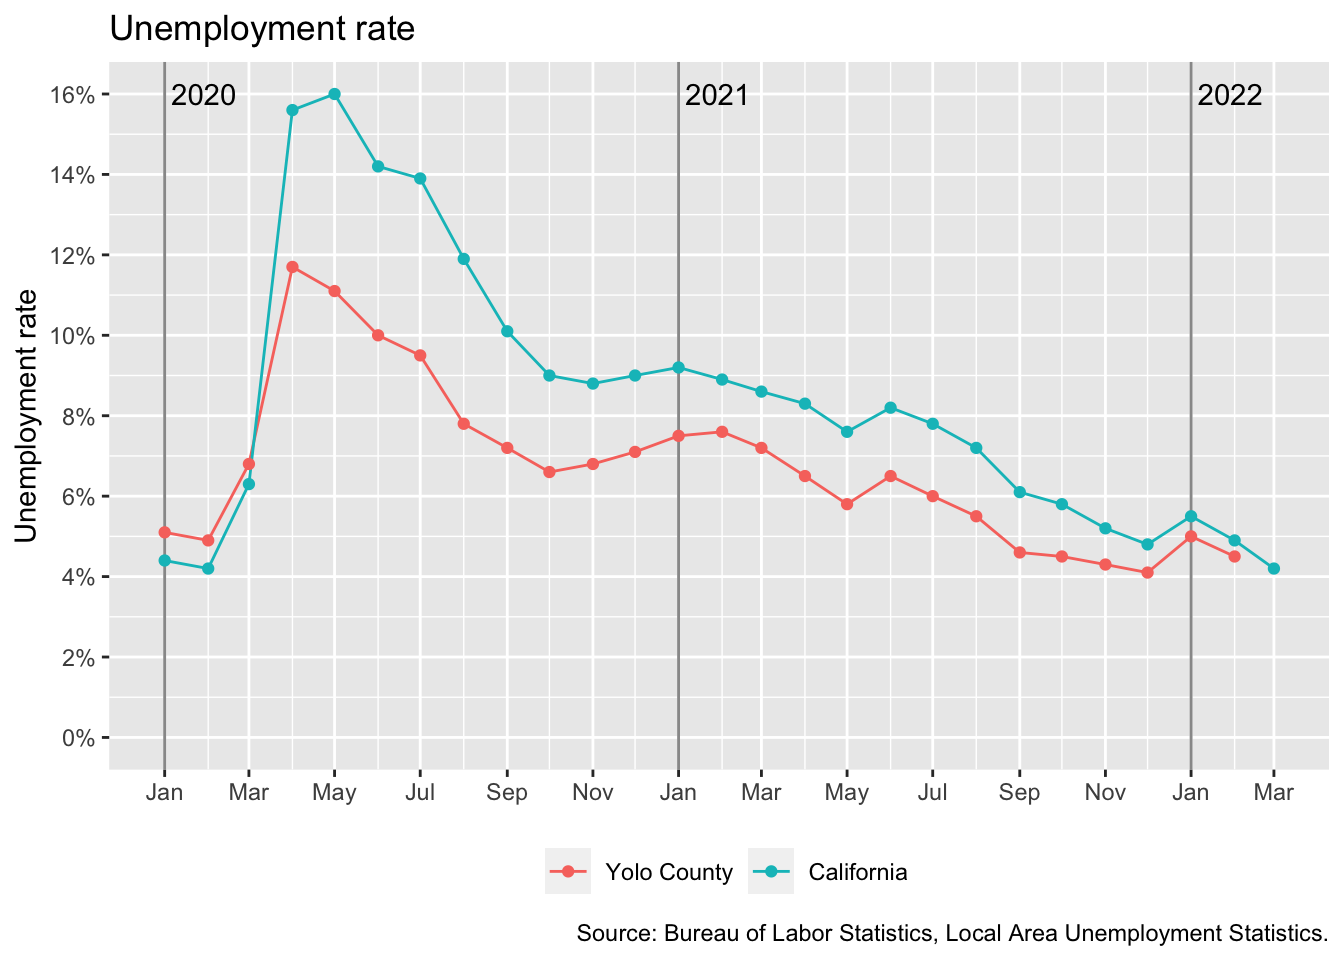 Unemployment rate
2020 2021 2022
16%
14%
12%
10%
8%
6%
4%
2%
0%
Unemployment rate
Jan Mar May Jul Sep Nov Jan Mar May Jul Sep Nov Jan Mar
Yolo County California
Source: Bureau of Labor Statistics, Local Area Unemployment Statistics.